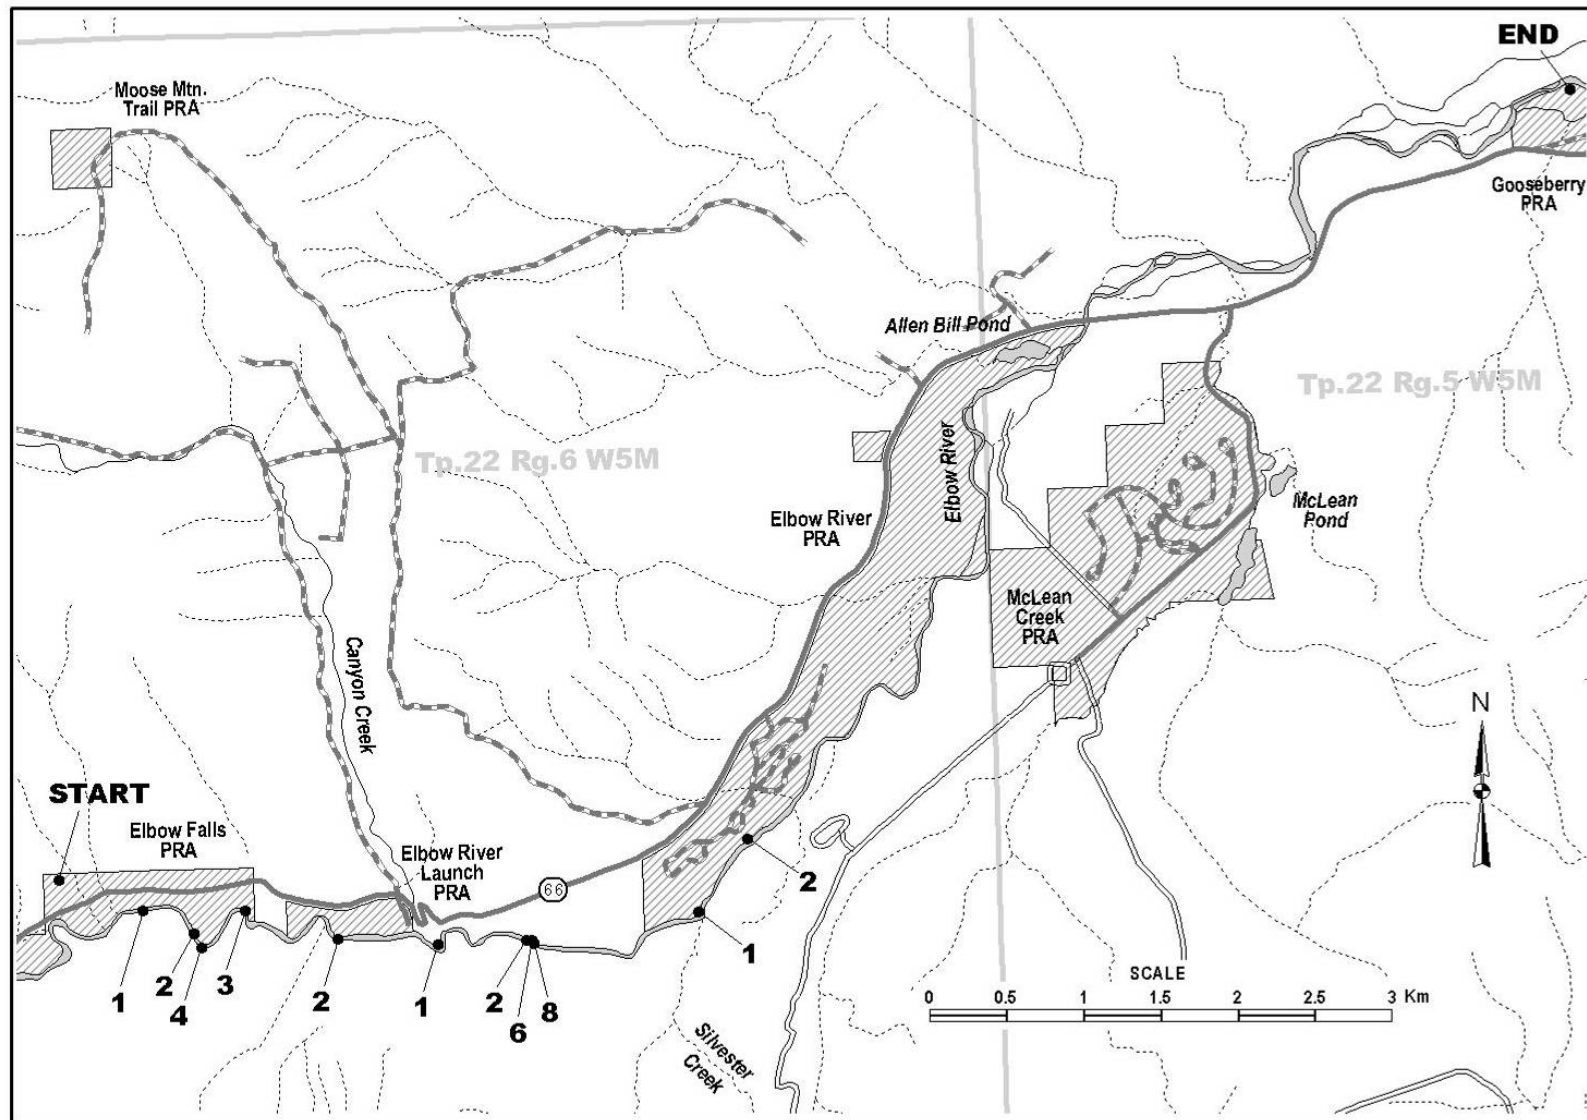 END
Moose Mtn.
Trail PRA
Gooseberry
PRA
Allen Bill Pond
Tp.22 Rg.5 W5M
Tp.22 Rg.6 W5M
Elbow River
McLean
Pond
Elbow River
PRA
McLean
Creek
PRA
Canyon Creek
N
START
Elbow Falls
PRA
Elbow River
Launch
PRA
66
2
1
1
2
4
3
2
1
2
6
8
SCALE
0 0.5 1 1.5 2 2.5 3 Km
Silvester
Creek